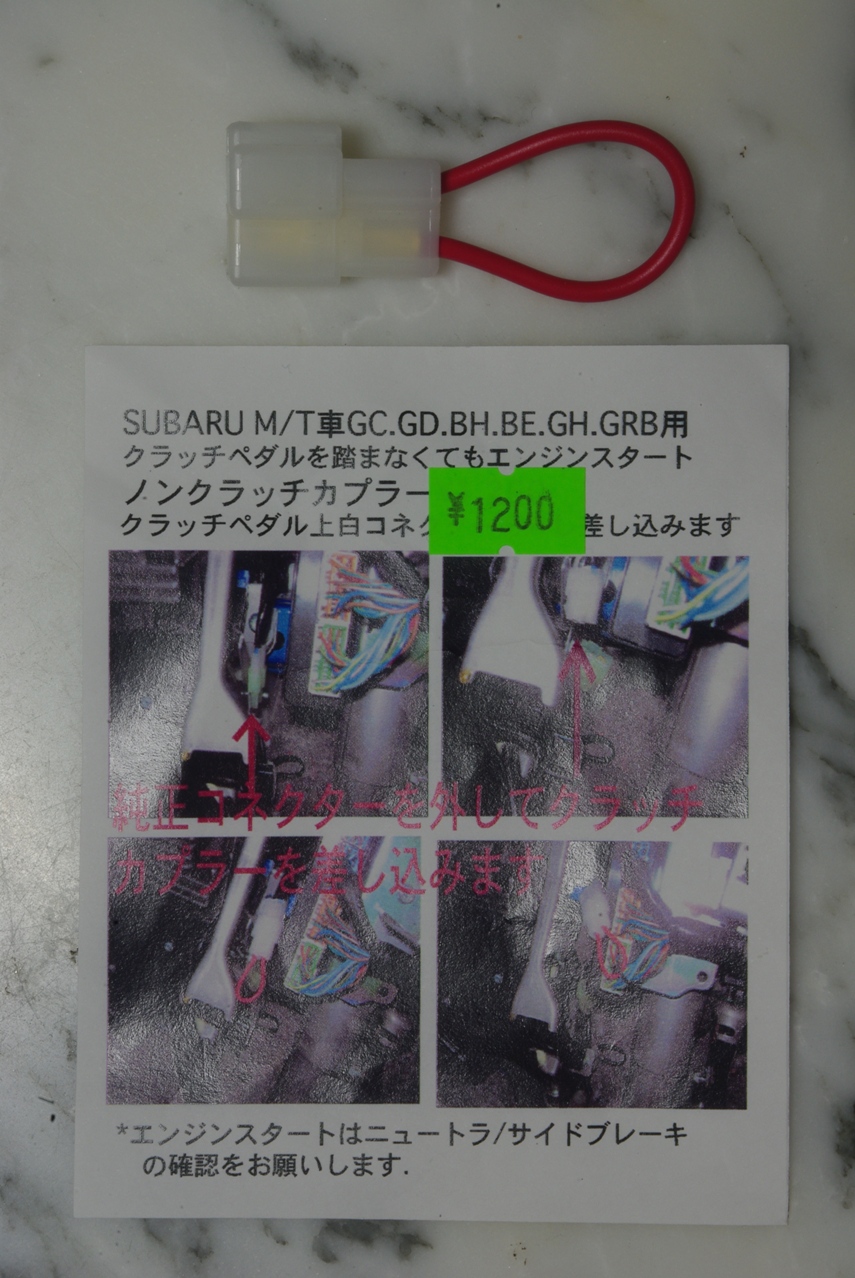 SUBARU M/T車GC.GD.BH.BE.GH.GRB用
クラッチペダルを踏まなくてもエンジンスタート
ノンクラッチカプラー
¥1200
クラッチペダル上白コネク 差し込みます
純正コネクターを外してクラッチ
カプラーを差し込みます
*エンジンスタートはニュートラ/サイドブレーキ
の確認をお願いします.